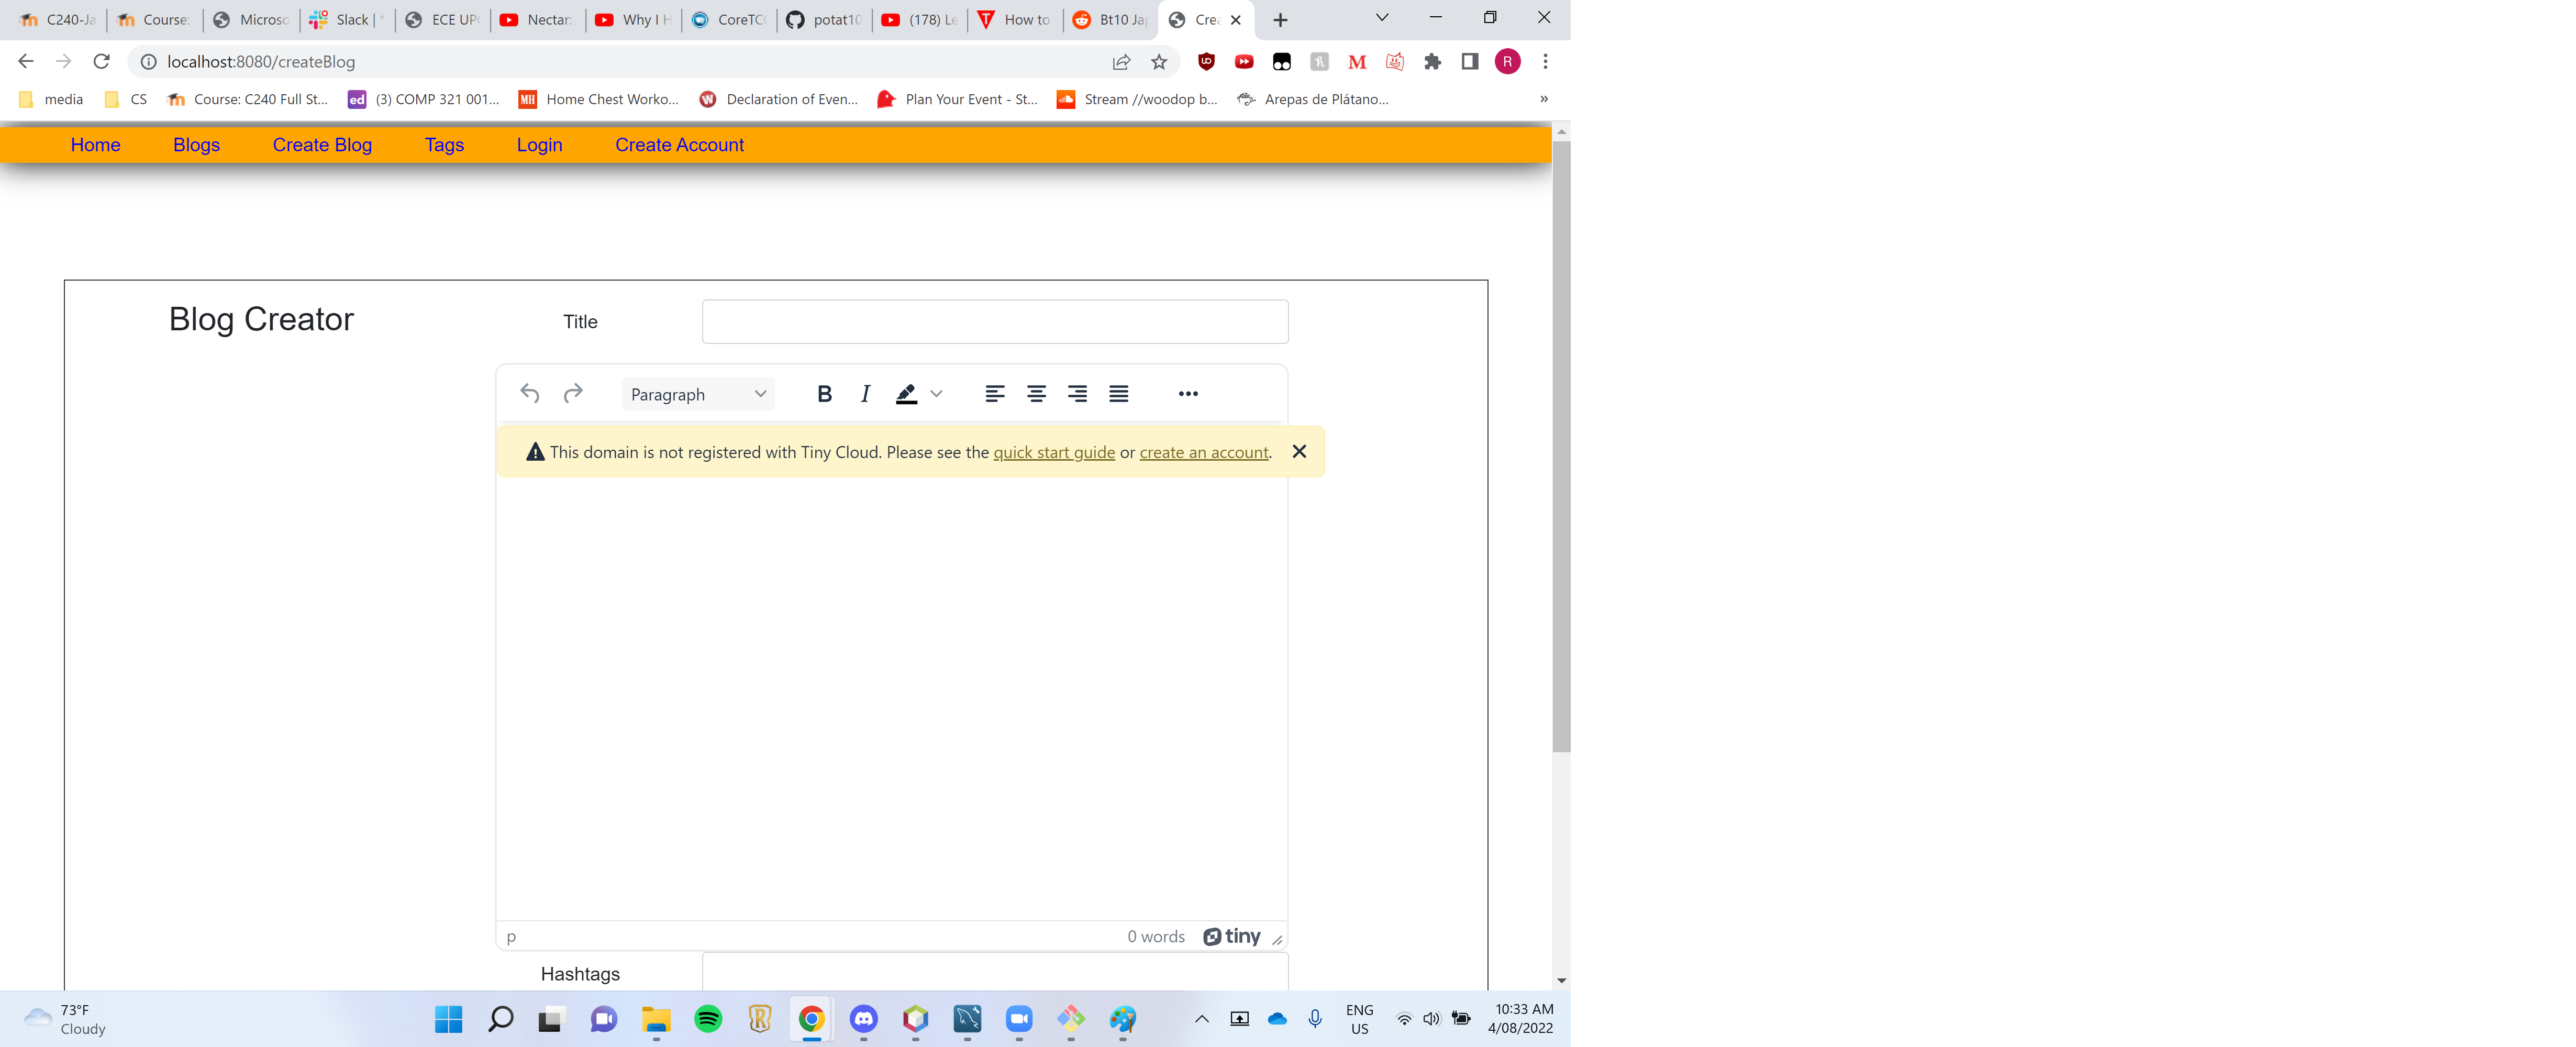 C240-Ja Course: Microso Slack | * ECE UP Nectar: Why I H CoreTC potat10 (178) Le How to Bt10 Jap Crea
localhost:8080/createBlog
R
media CS Course: C240 Full St... ed (3) COMP 321 001... MH Home Chest Worko... W Declaration of Even... Plan Your Event - St... Stream //woodop b... Arepas de Plátano... »
Home Blogs Create Blog Tags Login Create Account
Blog Creator
Title
Paragraph B I
This domain is not registered with Tiny Cloud. Please see the quick start guide or create an account.
p 0 words tiny
Hashtags
73°F
Cloudy
ENG
US
10:33 AM
4/08/2022